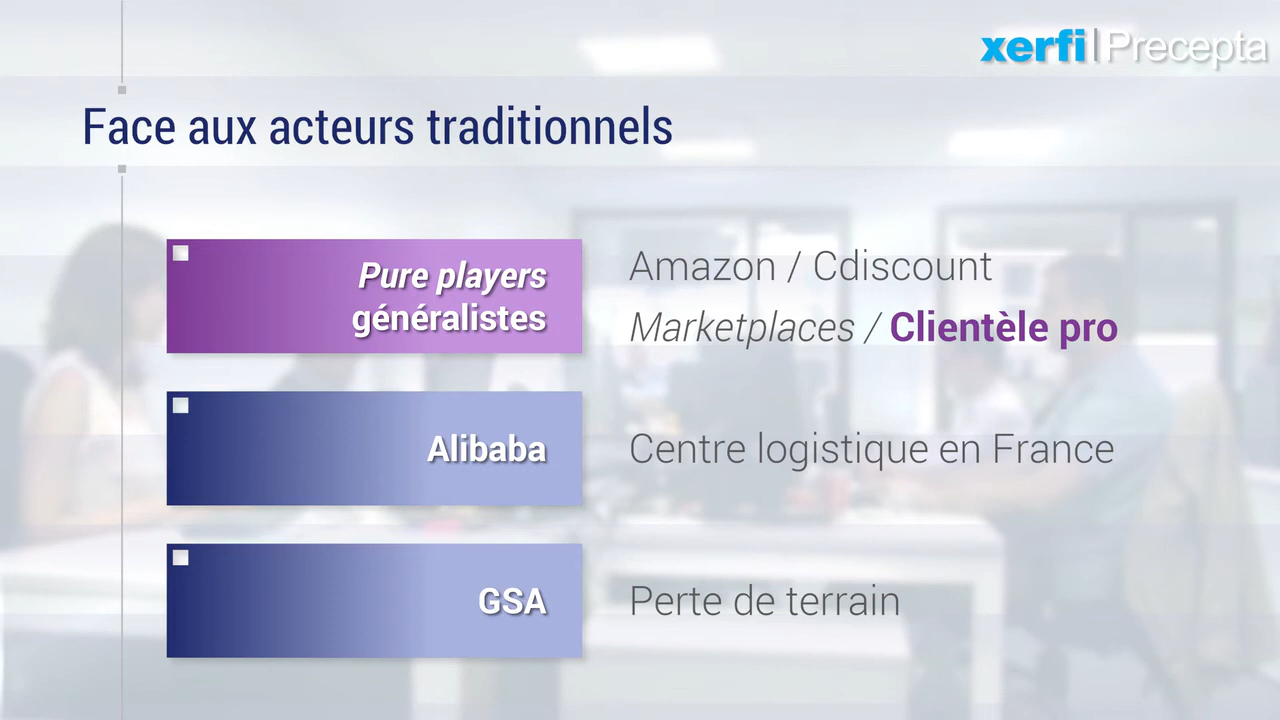 xerfi|Precepta
Face aux acteurs traditionnels
Pure players
généralistes
Amazon / Cdiscount
Marketplaces / Clientèle pro
Alibaba
Centre logistique en France
GSA
Perte de terrain